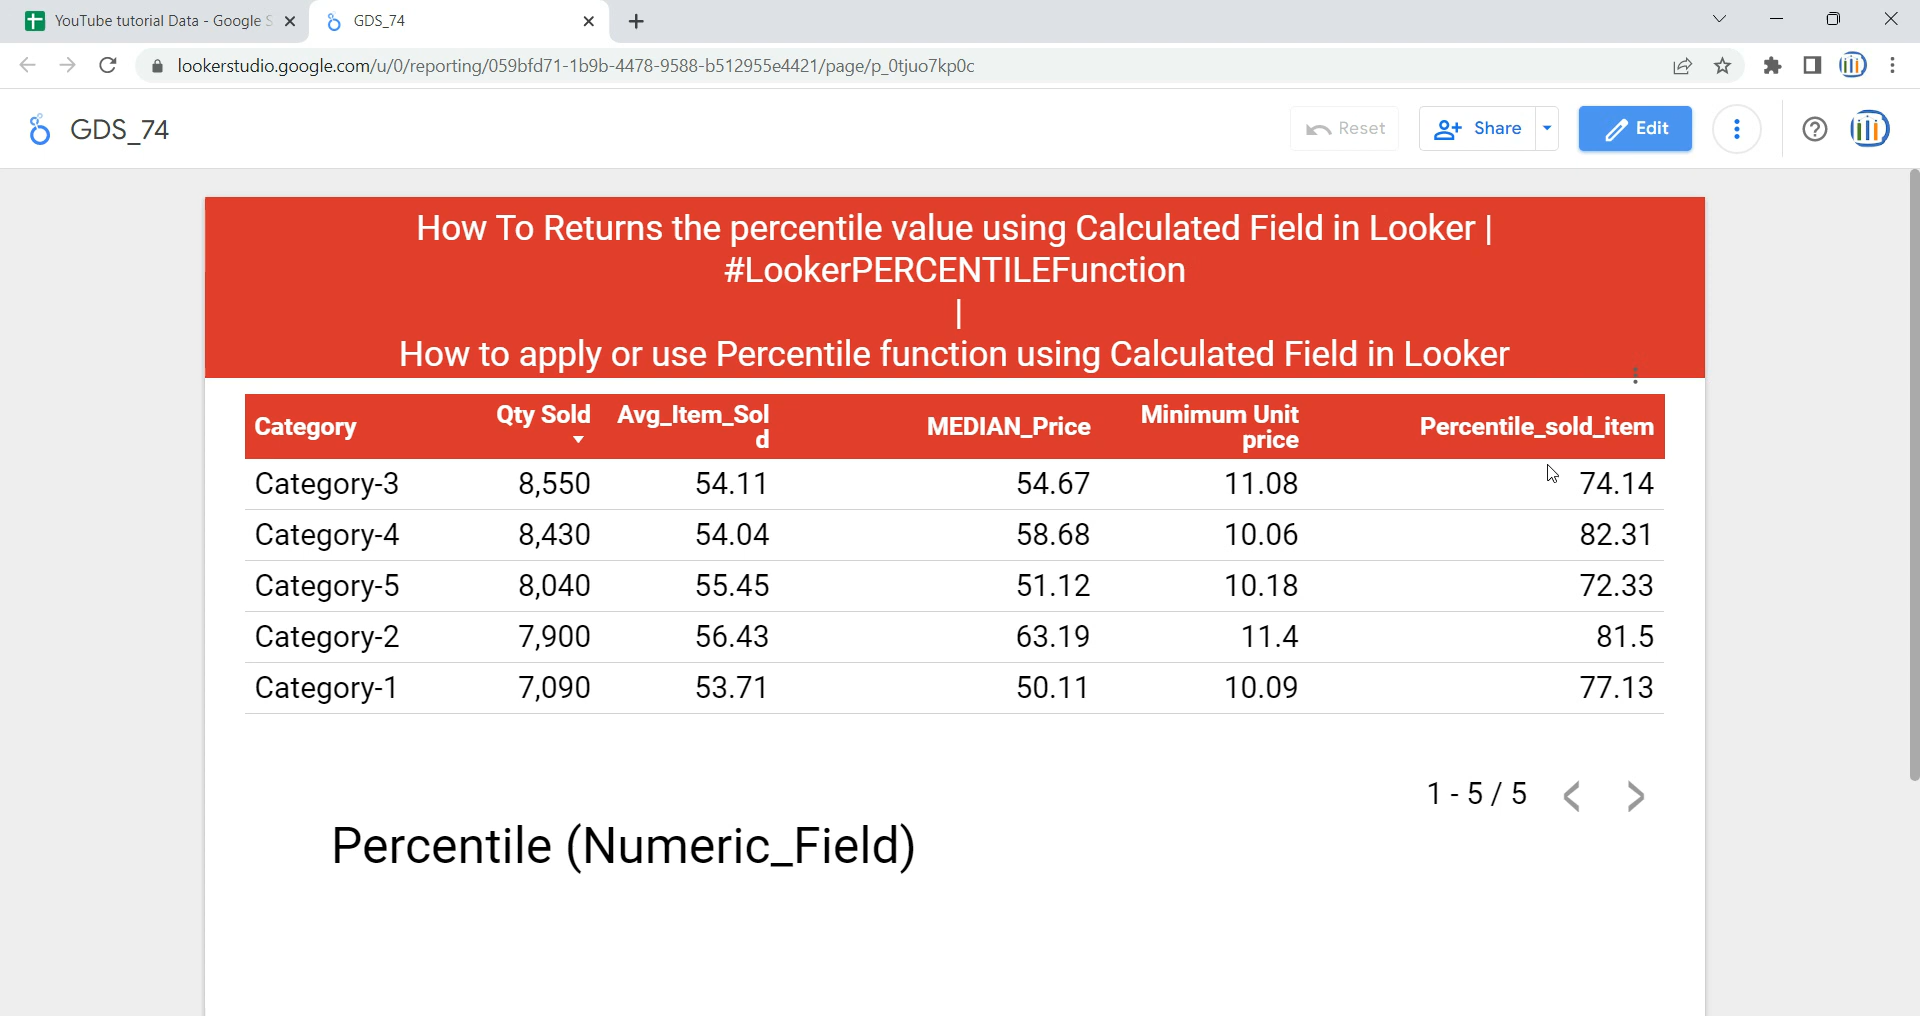 YouTube tutorial Data - Google S
GDS_74
lookerstudio.google.com/u/0/reporting/059bfd71-1b9b-4478-9588-b512955e4421/page/p_0tjuo7kp0c
GDS_74
Reset
Share
Edit
How To Returns the percentile value using Calculated Field in Looker |
#LookerPERCENTILEFunction
|
How to apply or use Percentile function using Calculated Field in Looker
Category Qty Sold Avg_Item_Sol MEDIAN_Price Minimum Unit Percentile_sold_item
d price
Category-3 8,550 54.11 54.67 11.08 74.14
Category-4 8,430 54.04 58.68 10.06 82.31
Category-5 8,040 55.45 51.12 10.18 72.33
Category-2 7,900 56.43 63.19 11.4 81.5
Category-1 7,090 53.71 50.11 10.09 77.13
1 - 5 / 5
Percentile (Numeric_Field)